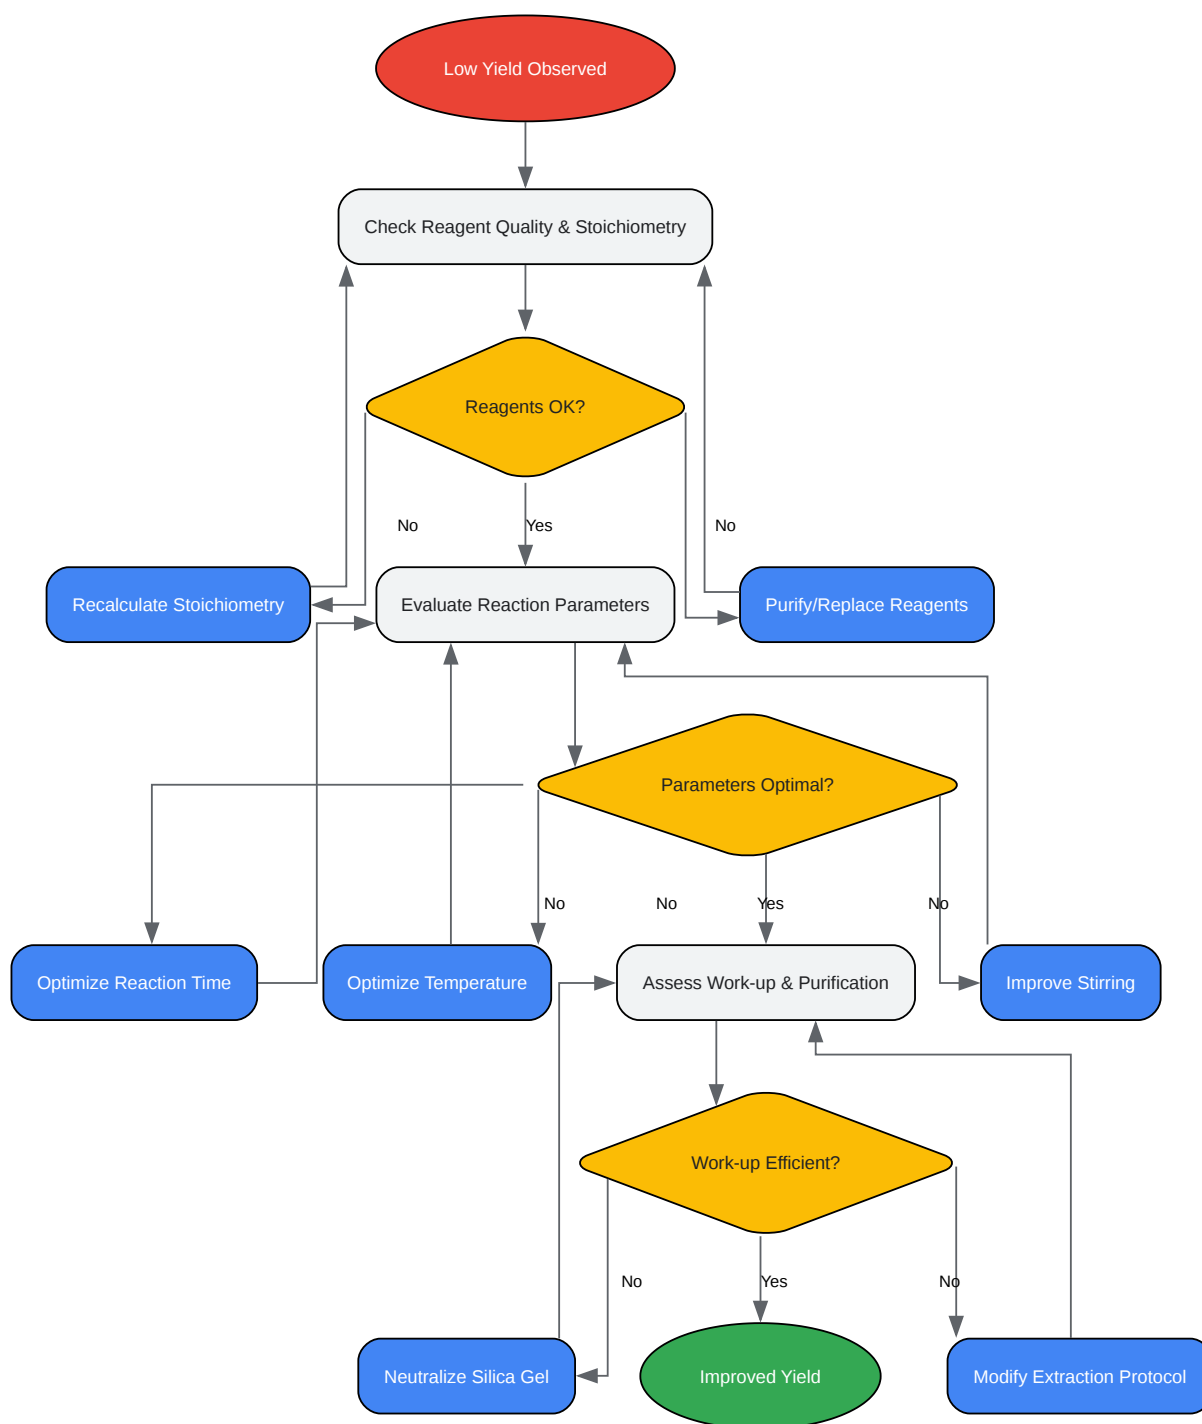 Low Yield Observed
Check Reagent Quality & Stoichiometry
Reagents OK?
No
Yes
No
Recalculate Stoichiometry
Evaluate Reaction Parameters
Purify/Replace Reagents
Parameters Optimal?
No
No
Yes
No
Optimize Reaction Time
Optimize Temperature
Assess Work-up & Purification
Improve Stirring
Work-up Efficient?
No
Yes
No
Neutralize Silica Gel
Improved Yield
Modify Extraction Protocol